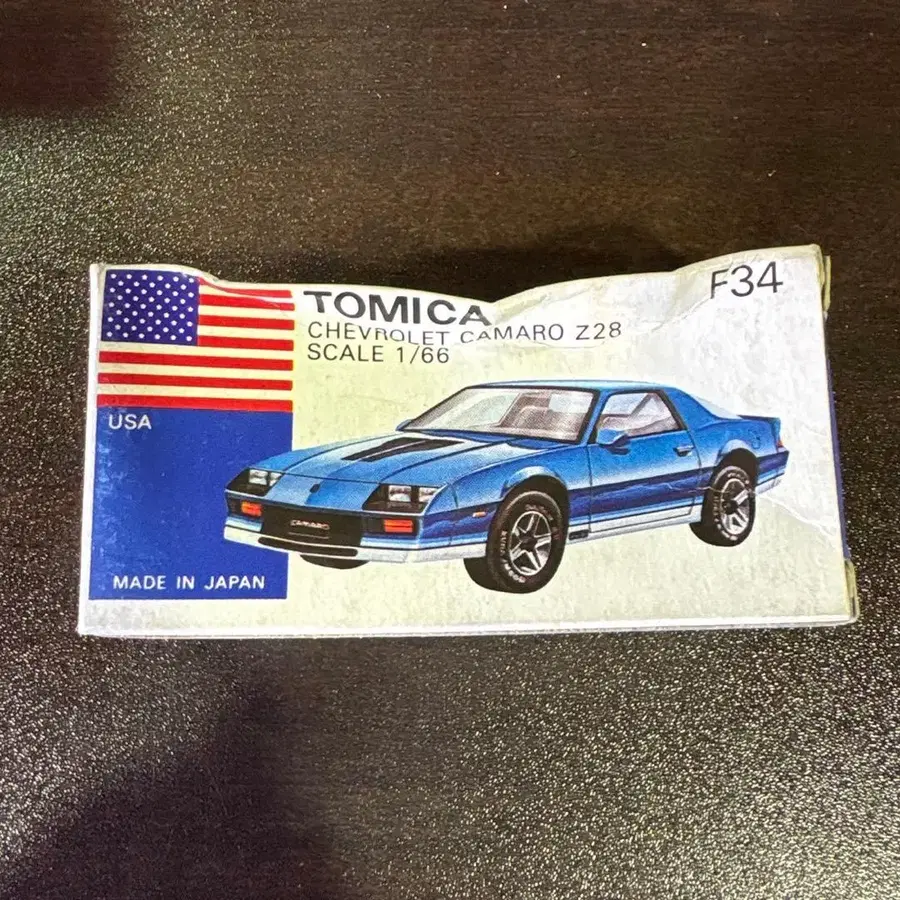 TOMICA
CHEVROLET CAMARO Z28
SCALE 1/66
F34
USA
CAMARO
MADE IN JAPAN